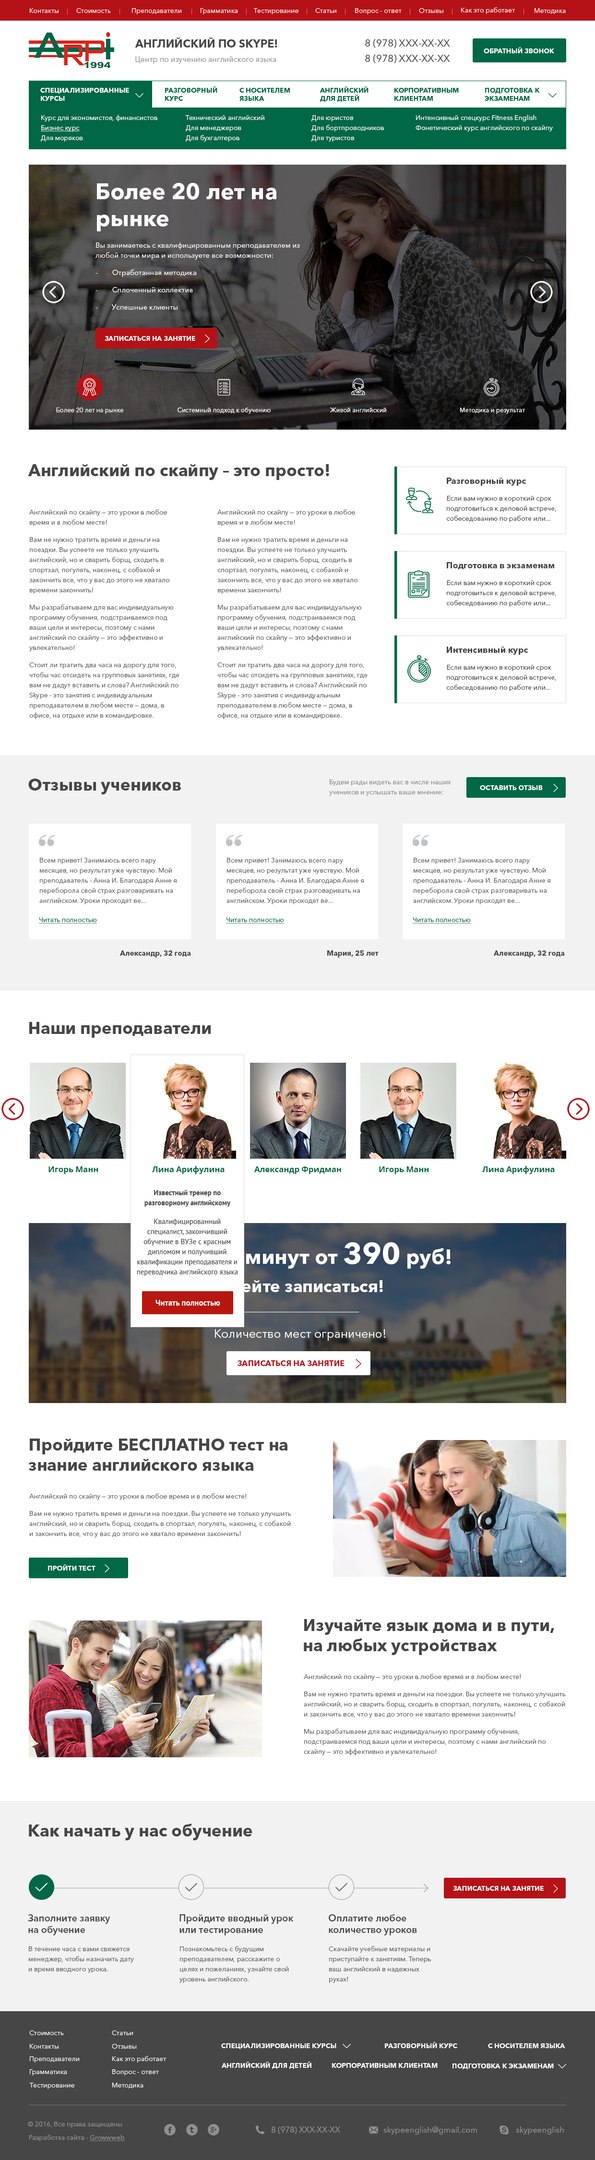 Контакты | Стоимость | Преподаватели | Грамматика | Тестирование | Статьи | Вопрос - ответ | Отзывы | Как это работает | Методика
ARPi
1994
АНГЛИЙСКИЙ ПО SKYPE!
Центр по изучению английского языка
8 (978) XXX-XX-XX
8 (978) XXX-XX-XX
ОБРАТНЫЙ ЗВОНОК
СПЕЦИАЛИЗИРОВАННЫЕ КУРСЫ
РАЗГОВОРНЫЙ КУРС
С НОСИТЕЛЕМ ЯЗЫКА
АНГЛИЙСКИЙ ДЛЯ ДЕТЕЙ
КОРПОРАТИВНЫМ КЛИЕНТАМ
ПОДГОТОВКА К ЭКЗАМЕНАМ
Курс для экономистов, финансистов
Бизнес курс
Для моряков
Технический английский
Для менеджеров
Для бухгалтеров
Для юристов
Для бортпроводников
Для туристов
Интенсивный спецкурс Fitness English
Фонетический курс английского по скайпу
Более 20 лет на
рынке
Вы занимаетесь с квалифицированным преподавателем из
любой точки мира и используете все возможности:
- Отработанная методика
- Сплоченный коллектив
- Успешные клиенты
ЗАПИСАТЬСЯ НА ЗАНЯТИЕ
Более 20 лет на рынке
Системный подход к обучению
Живой английский
Методика и результат
Английский по скайпу – это просто!
Английский по скайпу — это уроки в любое
время и в любом месте!
Вам не нужно тратить время и деньги на
поездки. Вы успеете не только улучшить
английский, но и сварить борщ, сходить в
спортзал, погулять, наконец, с собакой и
закончить все, что у вас до этого не хватало
времени закончить!
Мы разрабатываем для вас индивидуальную
программу обучения, подстраиваемся под
ваши цели и интересы, поэтому с нами
английский по скайпу — это эффективно и
увлекательно!
Стоит ли тратить два часа на дорогу для того,
чтобы час отсидеть на групповых занятиях, где
вам не дадут вставить и слова? Английский по
Skype - это занятия с индивидуальным
преподавателем в любом месте — дома, в
офисе, на отдыхе или в командировке.
Английский по скайпу — это уроки в любое
время и в любом месте!
Вам не нужно тратить время и деньги на
поездки. Вы успеете не только улучшить
английский, но и сварить борщ, сходить в
спортзал, погулять, наконец, с собакой и
закончить все, что у вас до этого не хватало
времени закончить!
Мы разрабатываем для вас индивидуальную
программу обучения, подстраиваемся под
ваши цели и интересы, поэтому с нами
английский по скайпу — это эффективно и
увлекательно!
Стоит ли тратить два часа на дорогу для того,
чтобы час отсидеть на групповых занятиях, где
вам не дадут вставить и слова? Английский по
Skype - это занятия с индивидуальным
преподавателем в любом месте — дома, в
офисе, на отдыхе или в командировке.
Разговорный курс
Если вам нужно в короткий срок
подготовиться к деловой встрече,
собеседованию по работе или...
Подготовка в экзаменам
Если вам нужно в короткий срок
подготовиться к деловой встрече,
собеседованию по работе или...
Интенсивный курс
Если вам нужно в короткий срок
подготовиться к деловой встрече,
собеседованию по работе или...
Отзывы учеников
Будем рады видеть вас в числе наших
учеников и услышать ваше мнение:
ОСТАВИТЬ ОТЗЫВ
Всем привет! Занимаюсь всего пару
месяцев, но результат уже чувствую. Мой
преподаватель - Анна И. Благодаря Анне я
переборола свой страх разговаривать на
английском. Уроки проходят ве...
Читать полностью
Александр, 32 года
Всем привет! Занимаюсь всего пару
месяцев, но результат уже чувствую. Мой
преподаватель - Анна И. Благодаря Анне я
переборола свой страх разговаривать на
английском. Уроки проходят ве...
Читать полностью
Мария, 25 лет
Всем привет! Занимаюсь всего пару
месяцев, но результат уже чувствую. Мой
преподаватель - Анна И. Благодаря Анне я
переборола свой страх разговаривать на
английском. Уроки проходят ве...
Читать полностью
Александр, 32 года
Наши преподаватели
Игорь Манн
Лина Арифулина
Александр Фридман
Игорь Манн
Лина Арифулина
Известный тренер по
разговорному английскому
Квалифицированный
специалист, закончивший
обучение в ВУЗе с красным
дипломом и получивший
квалификации преподавателя и
переводчика английского языка
Читать полностью
минут от 390 руб!
ейте записаться!
Количество мест ограничено!
ЗАПИСАТЬСЯ НА ЗАНЯТИЕ
Пройдите БЕСПЛАТНО тест на
знание английского языка
Английский по скайпу — это уроки в любое время и в любом месте!
Вам не нужно тратить время и деньги на поездки. Вы успеете не только улучшить
английский, но и сварить борщ, сходить в спортзал, погулять, наконец, с собакой
и закончить все, что у вас до этого не хватало времени закончить!
ПРОЙТИ ТЕСТ
Изучайте язык дома и в пути,
на любых устройствах
Английский по скайпу — это уроки в любое время и в любом месте!
Вам не нужно тратить время и деньги на поездки. Вы успеете не только улучшить
английский, но и сварить борщ, сходить в спортзал, погулять, наконец, с собакой
и закончить все, что у вас до этого не хватало времени закончить!
Мы разрабатываем для вас индивидуальную программу обучения,
подстраиваемся под ваши цели и интересы, поэтому с нами английский по
скайпу — это эффективно и увлекательно!
Как начать у нас обучение
ЗАПИСАТЬСЯ НА ЗАНЯТИЕ
Заполните заявку
на обучение
В течение часа с вами свяжется
менеджер, чтобы назначить дату
и время вводного урока.
Пройдите вводный урок
или тестирование
Познакомьтесь с будущим
преподавателем, расскажите о
целях и пожеланиях, узнайте свой
уровень английского.
Оплатите любое
количество уроков
Скачайте учебные материалы и
приступайте к занятиям. Теперь
ваш английский в надежных
руках!
Стоимость
Контакты
Преподаватели
Грамматика
Тестирование
Статьи
Отзывы
Как это работает
Вопрос - ответ
Методика
СПЕЦИАЛИЗИРОВАННЫЕ КУРСЫ
РАЗГОВОРНЫЙ КУРС
С НОСИТЕЛЕМ ЯЗЫКА
АНГЛИЙСКИЙ ДЛЯ ДЕТЕЙ
КОРПОРАТИВНЫМ КЛИЕНТАМ
ПОДГОТОВКА К ЭКЗАМЕНАМ
© 2016, Все права защищены
Разработка сайта - Growwweb
8 (978) XXX-XX-XX
skypeenglish@gmail.com
skypeenglish